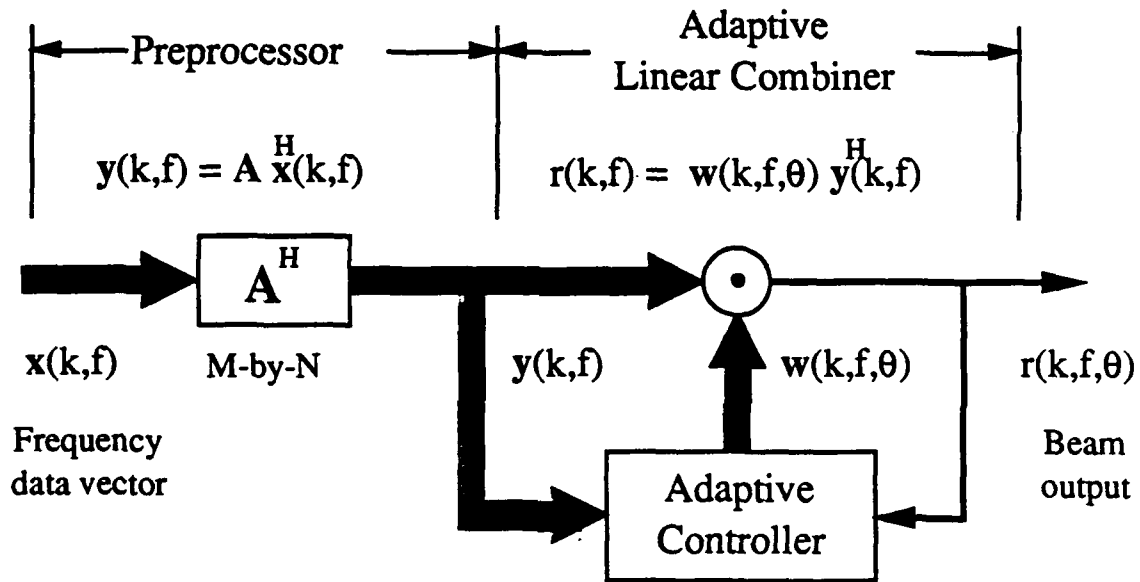 Preprocessor
Adaptive
Linear Combiner
y(k,f) = A^H x(k,f)
r(k,f) = w(k,f,θ) y^H(k,f)
A^H
x(k,f)
M-by-N
y(k,f)
w(k,f,θ)
r(k,f,θ)
Frequency
data vector
Adaptive
Controller
Beam
output